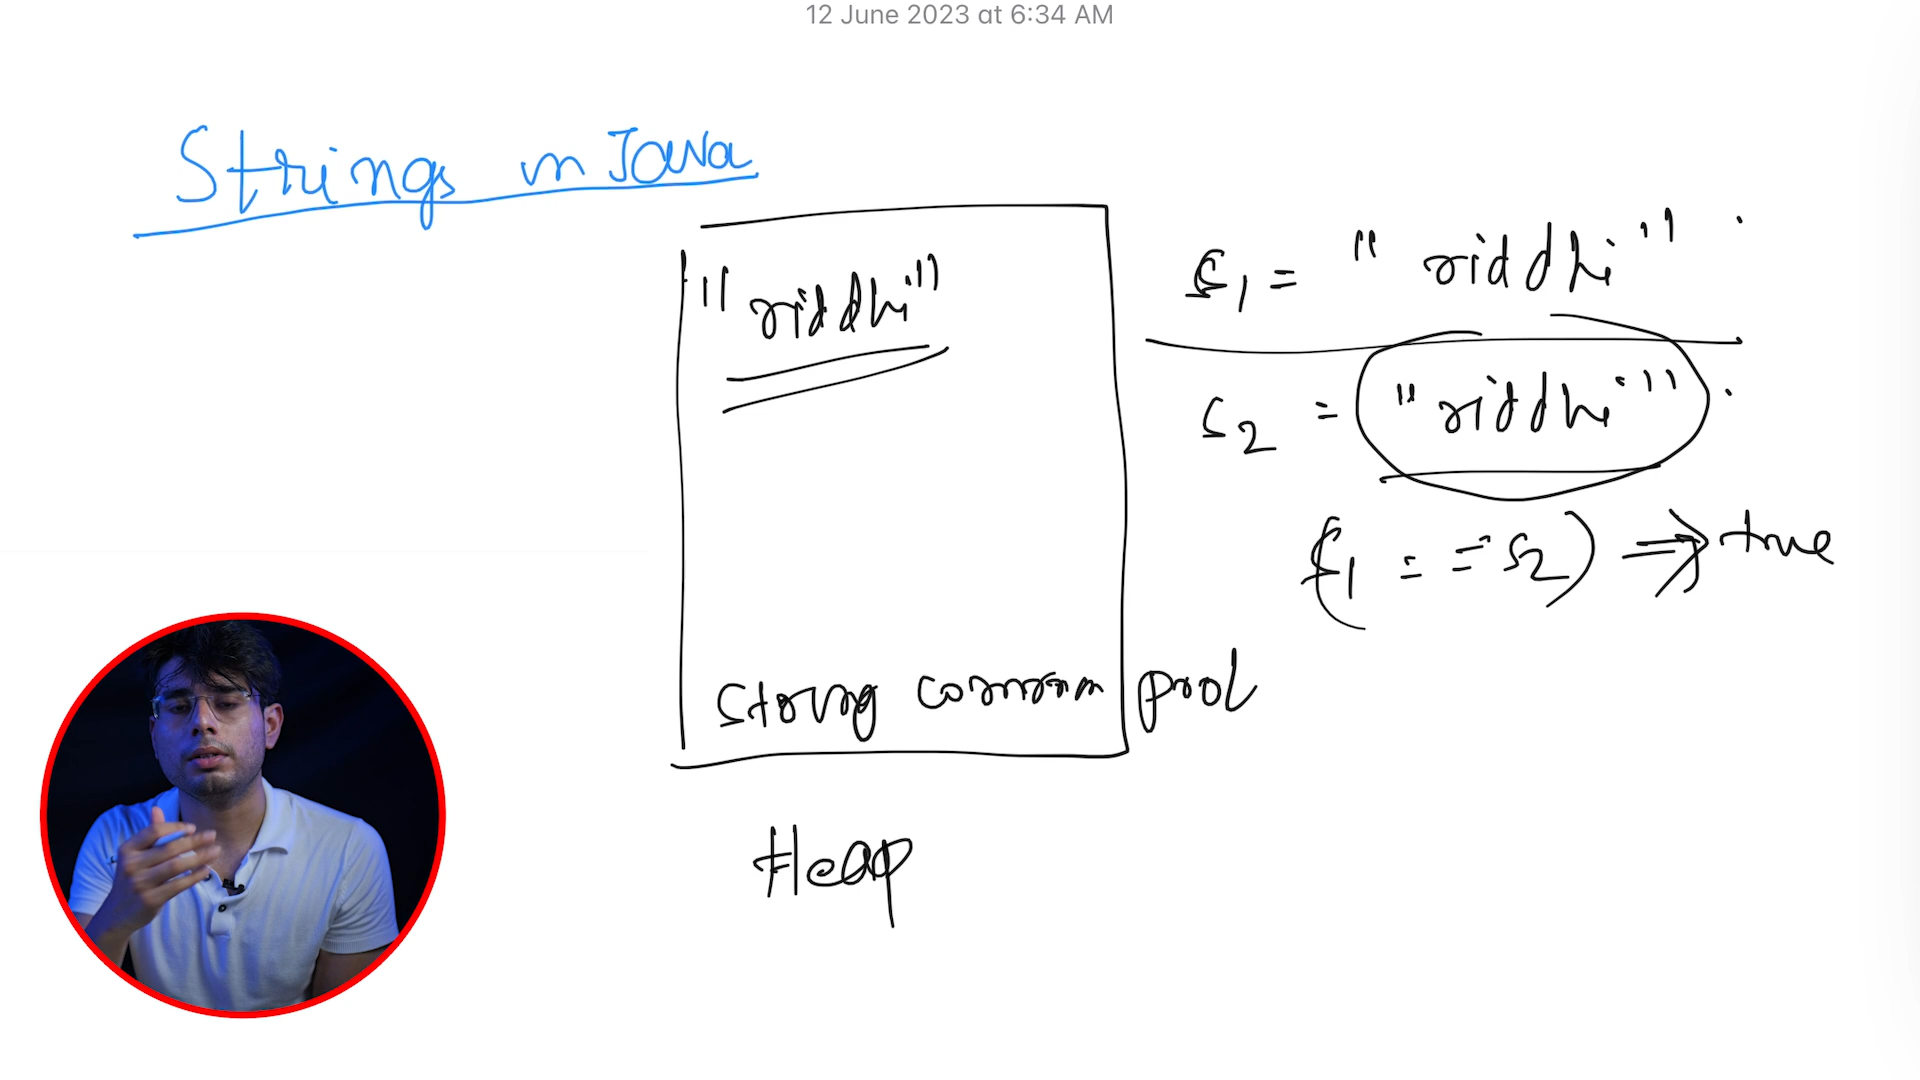 12 June 2023 at 6:34 AM
Strings in Java
"riddhi"
S1 = "riddhi"
S2 = "riddhi"
(S1 == S2) ⇒ true
String common pool
Heap